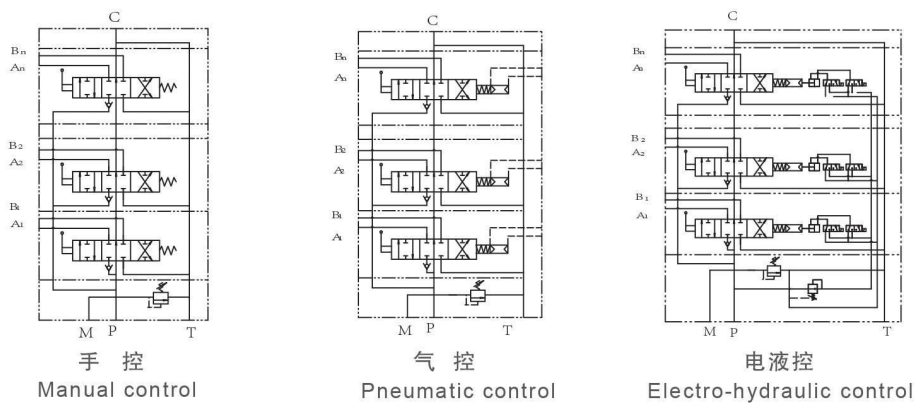 C
Bn
An
B2
A2
B1
A1
M P T
手 控
Manual control
C
Bn
An
B2
A2
B1
A1
M P T
气 控
Pneumatic control
C
Bn
An
B2
A2
B1
A1
M P T
电液控
Electro-hydraulic control